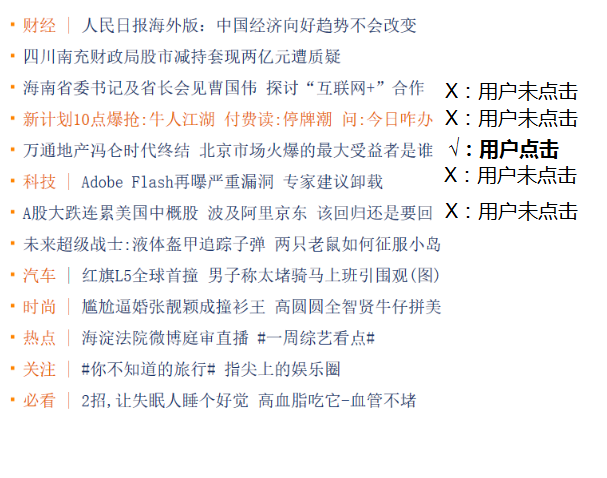 财经 | 人民日报海外版：中国经济向好趋势不会改变
四川南充财政局股市减持套现两亿元遭质疑
海南省委书记及省长会见曹国伟 探讨“互联网+”合作 X：用户未点击
新计划10点爆抢:牛人江湖 付费读:停牌潮 问:今日咋办 X：用户未点击
万通地产冯仑时代终结 北京市场火爆的最大受益者是谁 √：用户点击
科技 | Adobe Flash再曝严重漏洞 专家建议卸载 X：用户未点击
A股大跌连累美国中概股 波及阿里京东 该回归还是要回 X：用户未点击
未来超级战士:液体盔甲追踪子弹 两只老鼠如何征服小岛
汽车 | 红旗L5全球首撞 男子称太堵骑马上班引围观(图)
时尚 | 尴尬逼婚张靓颖成撞衫王 高圆圆全智贤牛仔拼美
热点 | 海淀法院微博庭审直播 #一周综艺看点#
关注 | #你不知道的旅行# 指尖上的娱乐圈
必看 | 2招,让失眠人睡个好觉 高血脂吃它-血管不堵